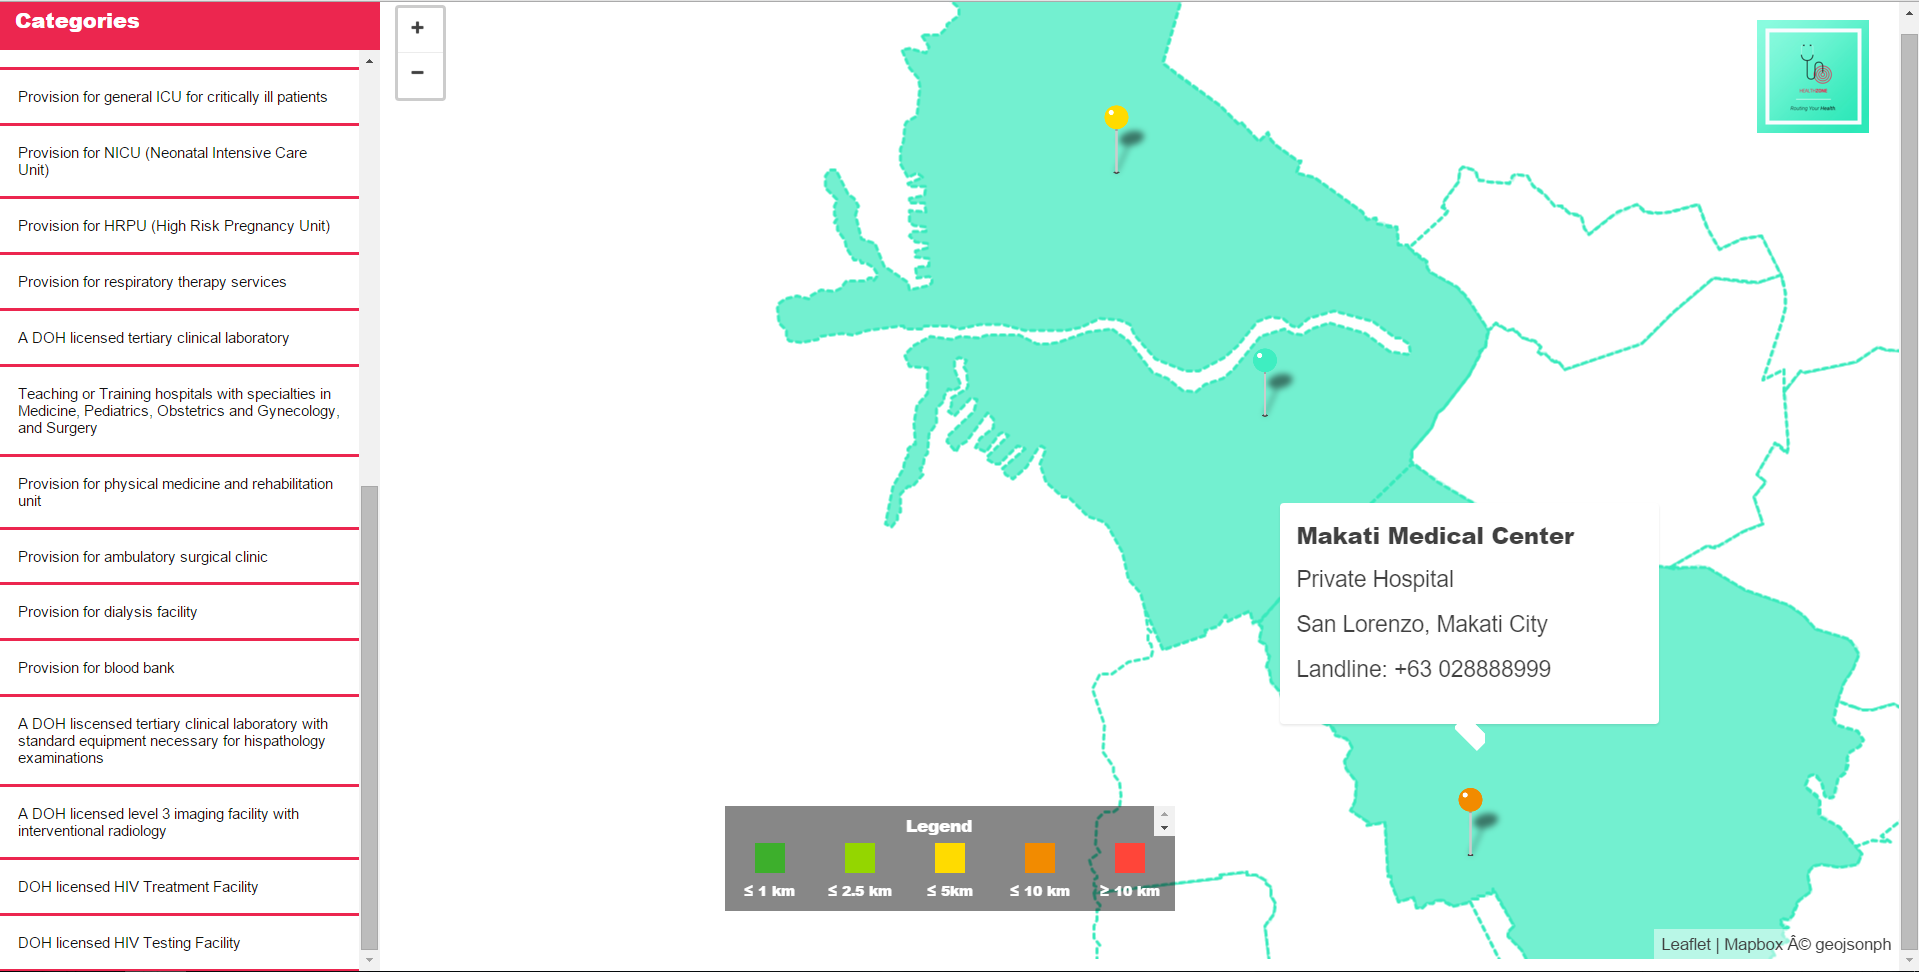 Categories
Provision for general ICU for critically ill patients
Provision for NICU (Neonatal Intensive Care
Unit)
Provision for HRPU (High Risk Pregnancy Unit)
Provision for respiratory therapy services
A DOH licensed tertiary clinical laboratory
Teaching or Training hospitals with specialties in
Medicine, Pediatrics, Obstetrics and Gynecology,
and Surgery
Provision for physical medicine and rehabilitation
unit
Provision for ambulatory surgical clinic
Provision for dialysis facility
Provision for blood bank
A DOH liscensed tertiary clinical laboratory with
standard equipment necessary for hispathology
examinations
A DOH licensed level 3 imaging facility with
interventional radiology
DOH licensed HIV Treatment Facility
DOH licensed HIV Testing Facility
+
−
HEALTHZONE
Routing Your Health
Makati Medical Center
Private Hospital
San Lorenzo, Makati City
Landline: +63 028888999
Legend
≤ 1 km
≤ 2.5 km
≤ 5km
≤ 10 km
≥ 10 km
Leaflet | Mapbox Â© geojsonph